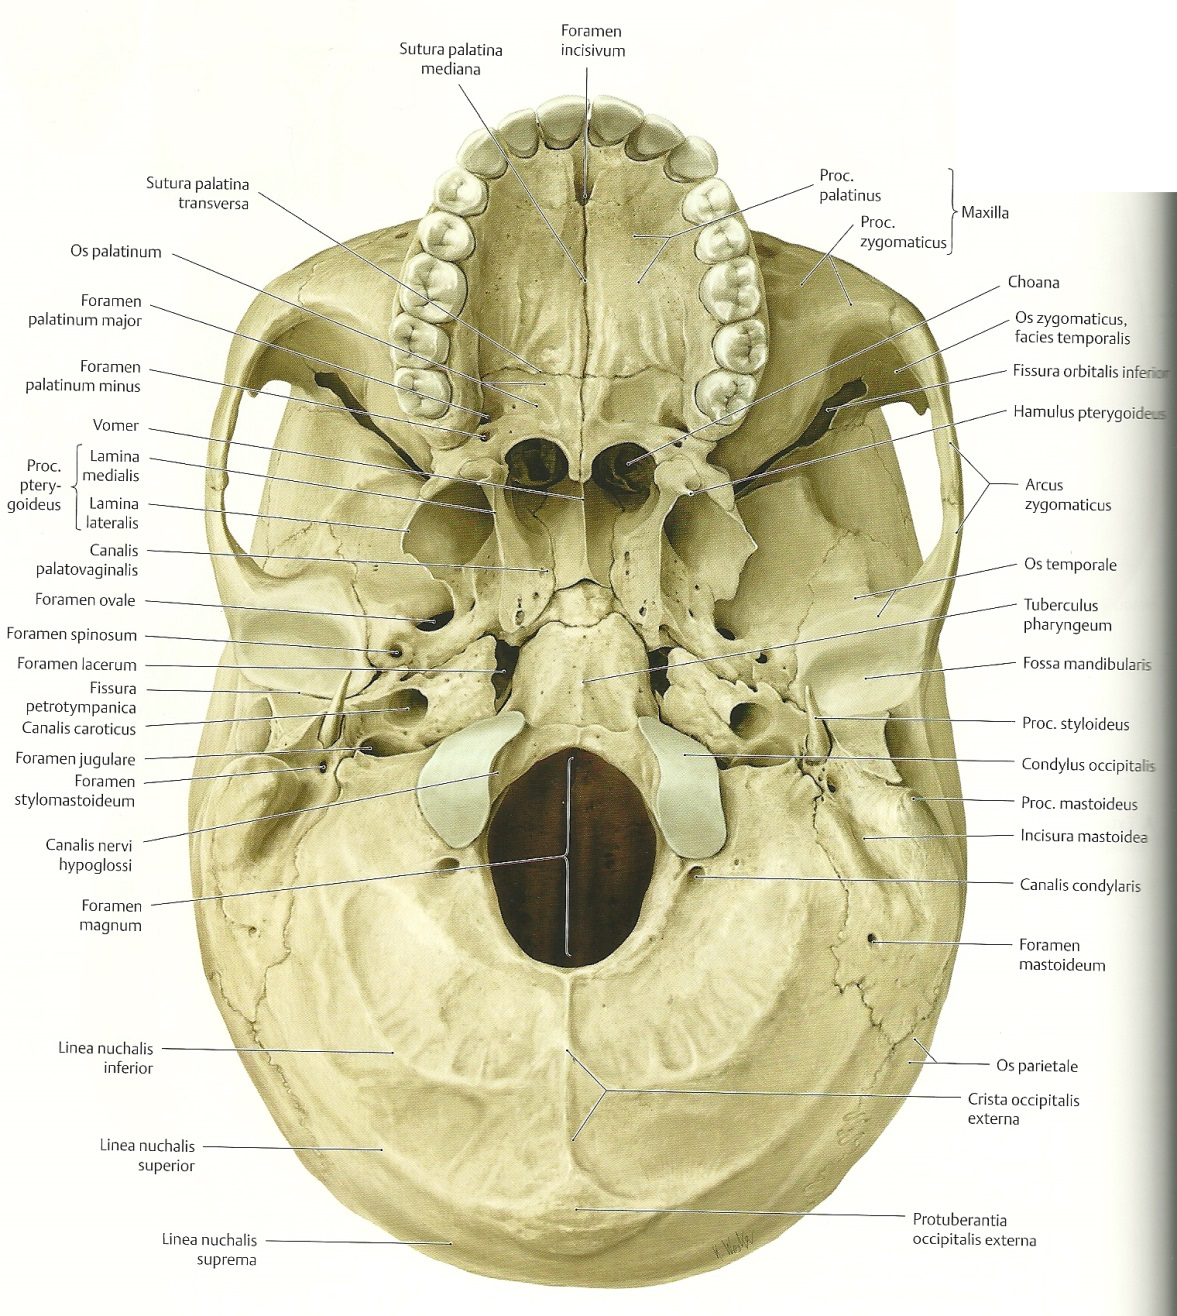 Foramen
incisivum
Sutura palatina
mediana
Sutura palatina
transversa
Os palatinum
Foramen
palatinum major
Foramen
palatinum minus
Vomer
Proc.
ptery-
goideus
Lamina
medialis
Lamina
lateralis
Canalis
palatovaginalis
Foramen ovale
Foramen spinosum
Foramen lacerum
Fissura
petrotympanica
Canalis caroticus
Foramen jugulare
Foramen
stylomastoideum
Canalis nervi
hypoglossi
Foramen
magnum
Linea nuchalis
inferior
Linea nuchalis
superior
Linea nuchalis
suprema
Proc.
palatinus
Proc.
zygomaticus
Maxilla
Choana
Os zygomaticus,
facies temporalis
Fissura orbitalis inferior
Hamulus pterygoideus
Arcus
zygomaticus
Os temporale
Tuberculus
pharyngeum
Fossa mandibularis
Proc. styloideus
Condylus occipitalis
Proc. mastoideus
Incisura mastoidea
Canalis condylaris
Foramen
mastoideum
Os parietale
Crista occipitalis
externa
Protuberantia
occipitalis externa